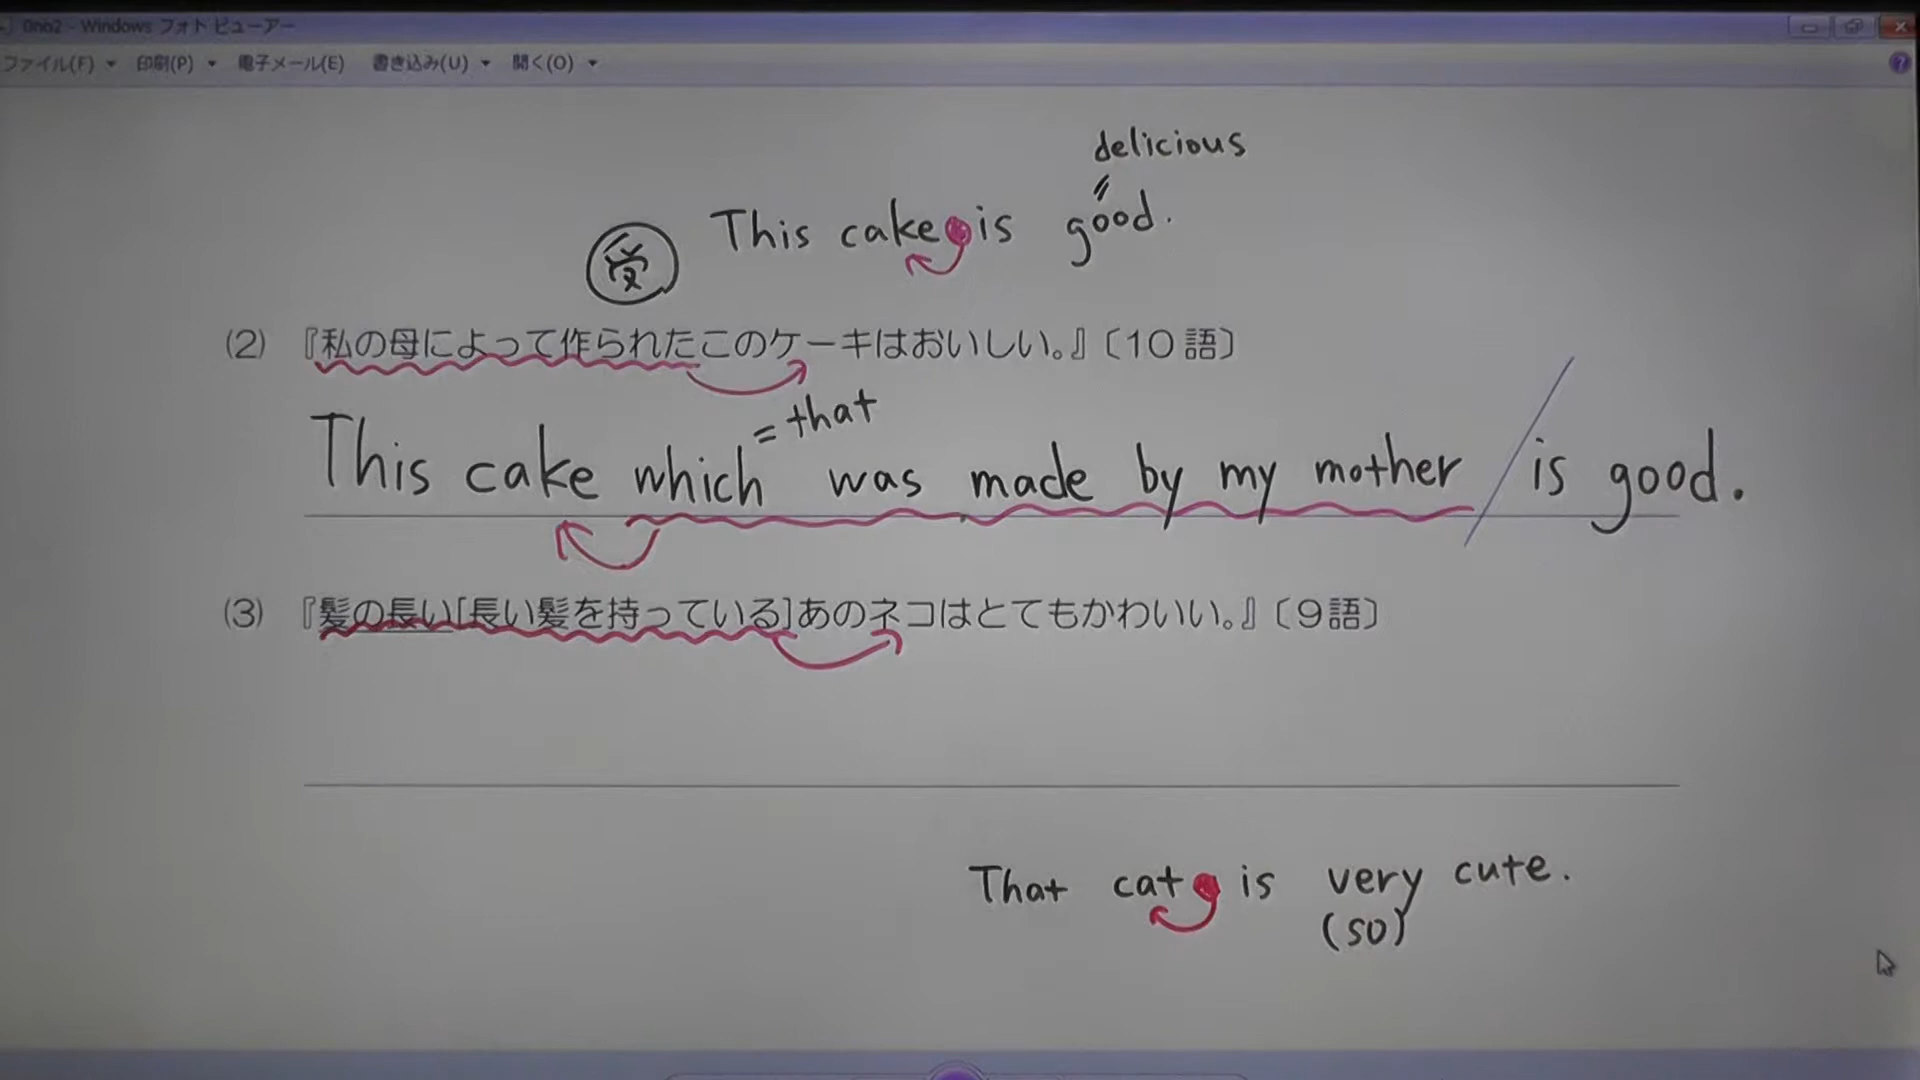 0nb2 - Windows フォト ビューアー
ファイル(F) 印刷(P) 電子メール(E) 書き込み(U) 開く(O)
delicious
This cake is good.
受
(2) 『私の母によって作られたこのケーキはおいしい。』〔10語〕
= that
This cake which was made by my mother / is good.
(3) 『髪の長い[長い髪を持っている]あのネコはとてもかわいい。』〔9語〕
That cat is very cute.
(so)